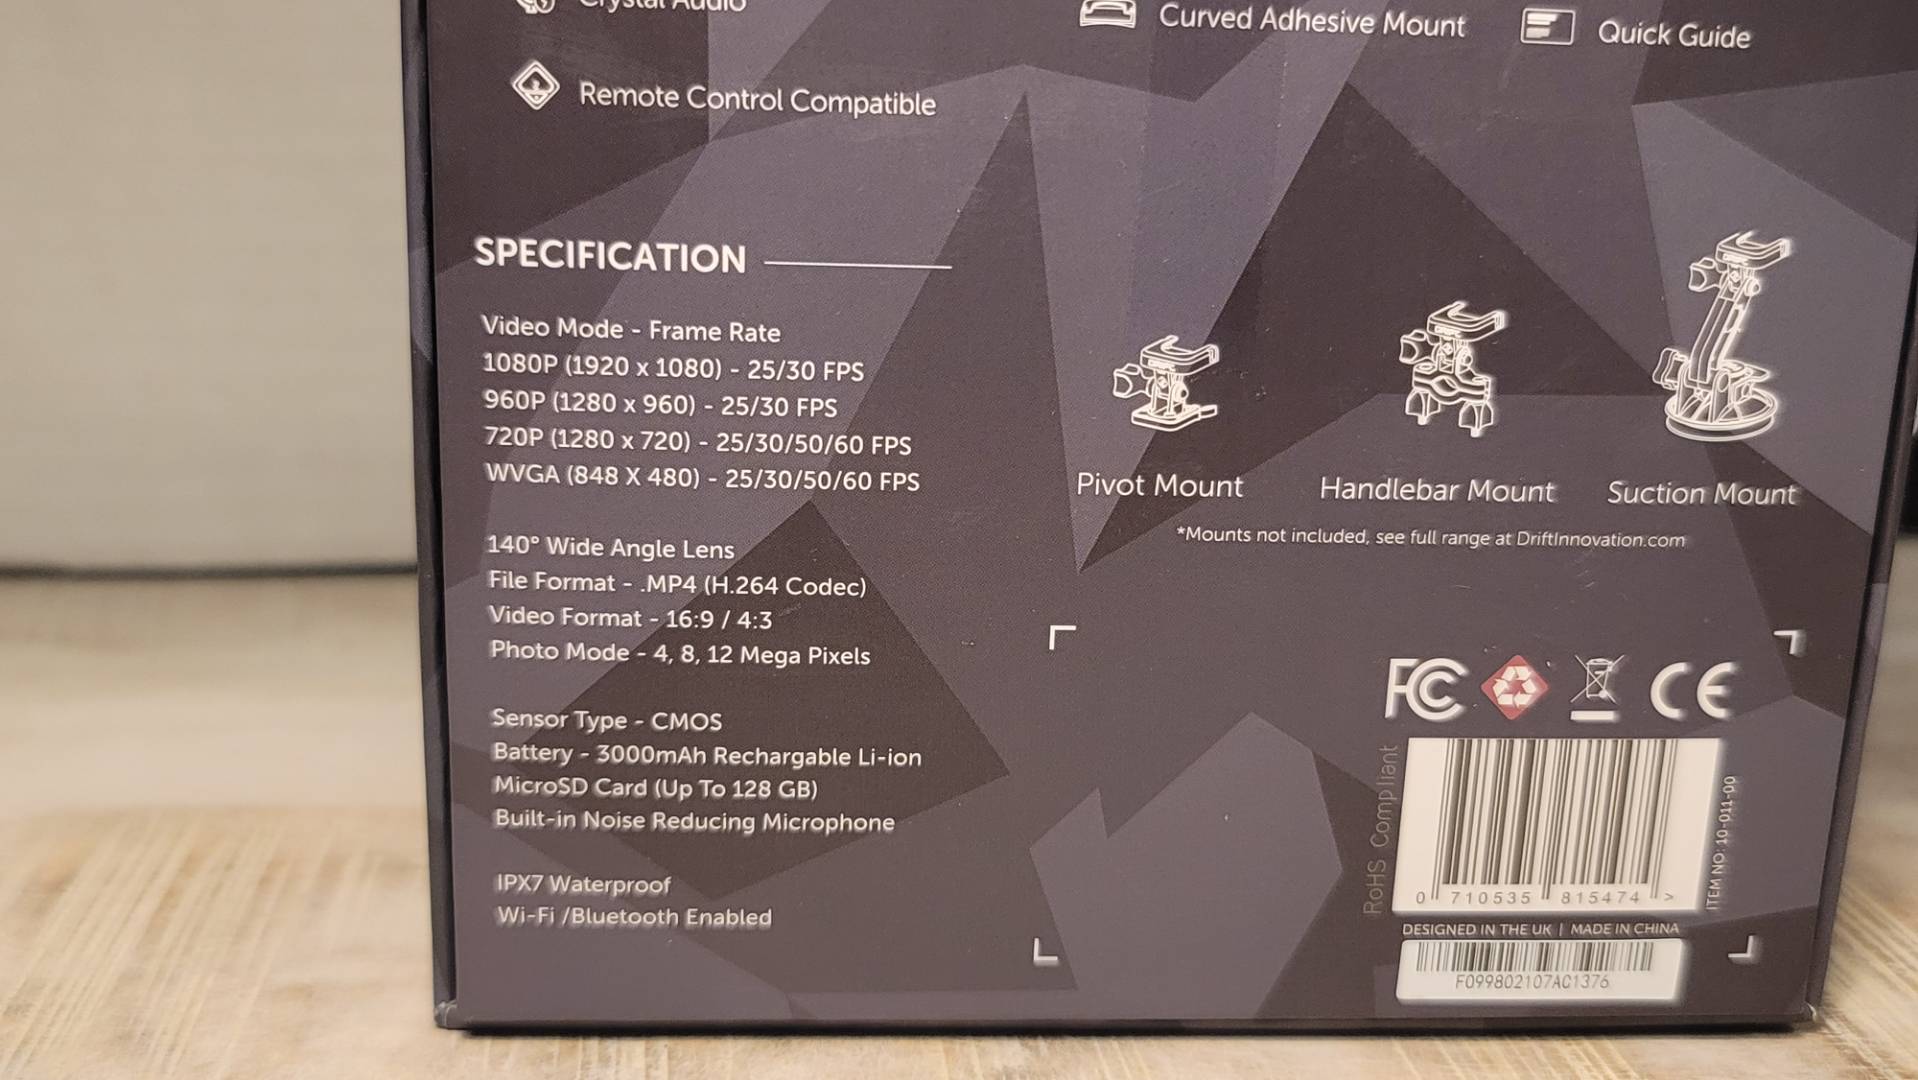 Crystal Audio
Remote Control Compatible
Curved Adhesive Mount
Quick Guide
SPECIFICATION
Video Mode - Frame Rate
1080P (1920 x 1080) - 25/30 FPS
960P (1280 x 960) - 25/30 FPS
720P (1280 x 720) - 25/30/50/60 FPS
WVGA (848 X 480) - 25/30/50/60 FPS
140° Wide Angle Lens
File Format - .MP4 (H.264 Codec)
Video Format - 16:9 / 4:3
Photo Mode - 4, 8, 12 Mega Pixels
Sensor Type - CMOS
Battery - 3000mAh Rechargable Li-ion
MicroSD Card (Up To 128 GB)
Built-in Noise Reducing Microphone
IPX7 Waterproof
Wi-Fi /Bluetooth Enabled
Pivot Mount
Handlebar Mount
Suction Mount
*Mounts not included, see full range at DriftInnovation.com
FC CE
RoHS Compliant
0 710535 815474 >
ITEM NO: 10-011-00
DESIGNED IN THE UK | MADE IN CHINA
F099802107AC1376